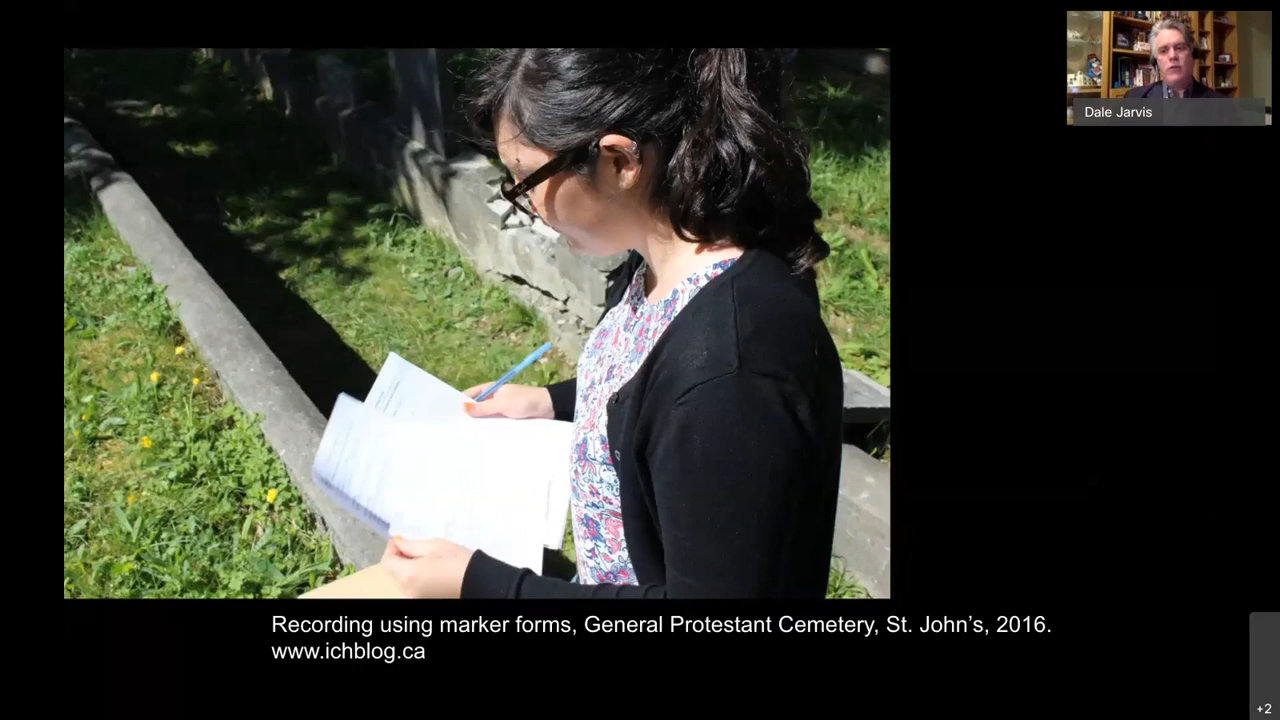 Dale Jarvis
Recording using marker forms, General Protestant Cemetery, St. John’s, 2016.
www.ichblog.ca
+2